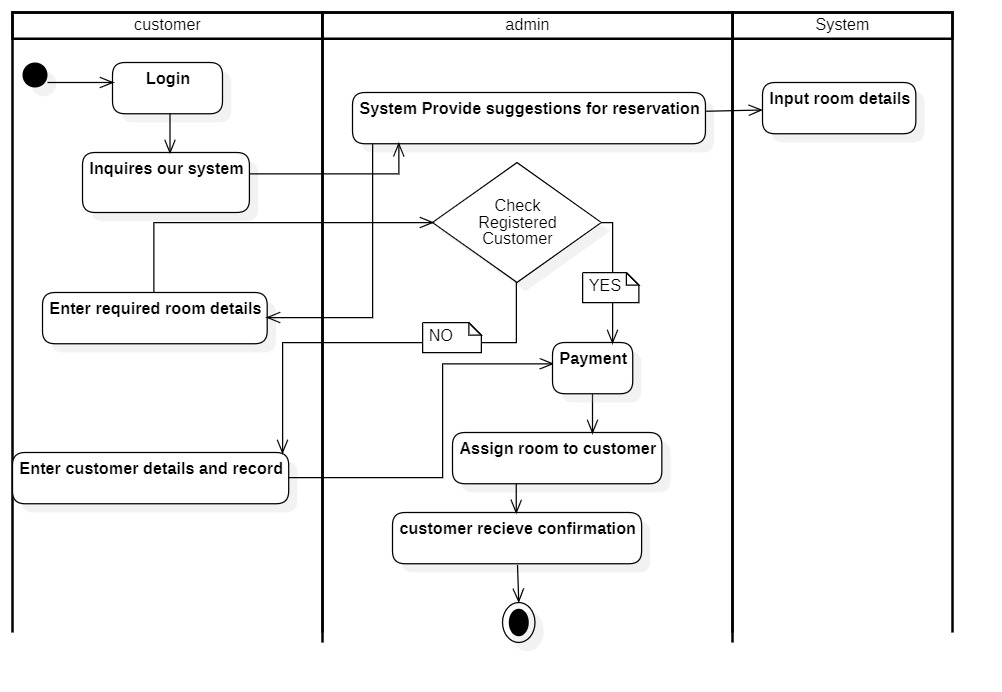 customer
admin
System
Login
System Provide suggestions for reservation
Input room details
Inquires our system
Check
Registered
Customer
YES
Enter required room details
NO
Payment
Assign room to customer
Enter customer details and record
customer recieve confirmation